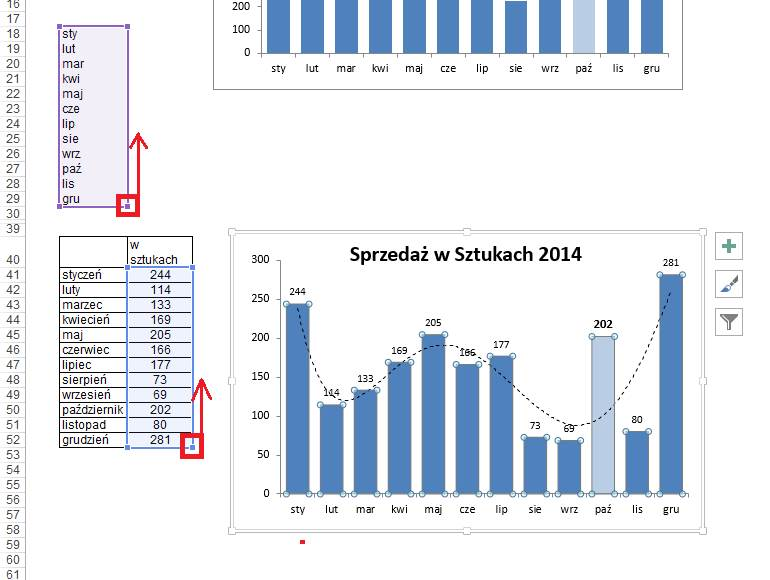 16
17
18 sty
19 lut
20 mar
21 kwi
22 maj
23 cze
24 lip
25 sie
26 wrz
27 paź
28 lis
29 gru
30
200
100
0
sty lut mar kwi maj cze lip sie wrz paź lis gru
39
40 w
sztukach
41 styczeń 244
42 luty 114
43 marzec 133
44 kwiecień 169
45 maj 205
46 czerwiec 166
47 lipiec 177
48 sierpień 73
49 wrzesień 69
50 październik 202
51 listopad 80
52 grudzień 281
53
54
55
56
57
58
59
60
61
Sprzedaż w Sztukach 2014
300
250
200
150
100
50
0
244 114 133 169 205 166 177 73 69 202 80 281
sty lut mar kwi maj cze lip sie wrz paź lis gru